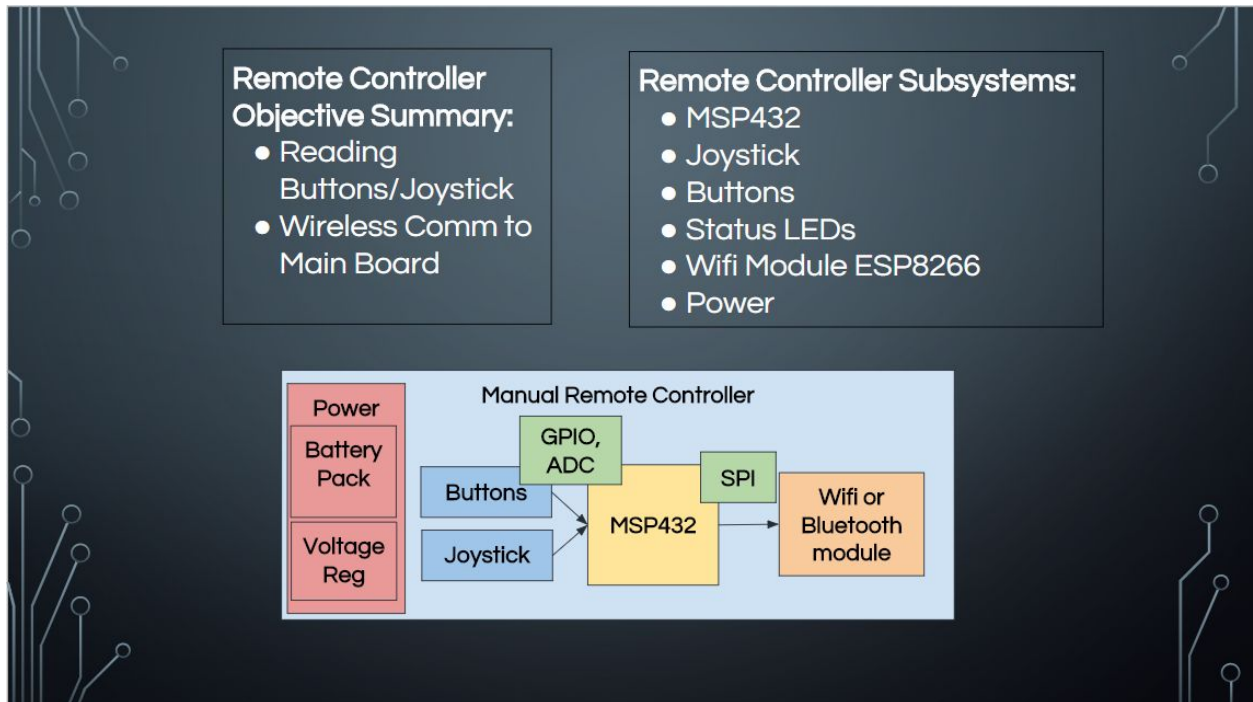 Remote Controller
Objective Summary:
● Reading
Buttons/Joystick
● Wireless Comm to
Main Board
Remote Controller Subsystems:
● MSP432
● Joystick
● Buttons
● Status LEDs
● Wifi Module ESP8266
● Power
Manual Remote Controller
Power
Battery
Pack
Voltage
Reg
GPIO,
ADC
Buttons
Joystick
MSP432
SPI
Wifi or
Bluetooth
module